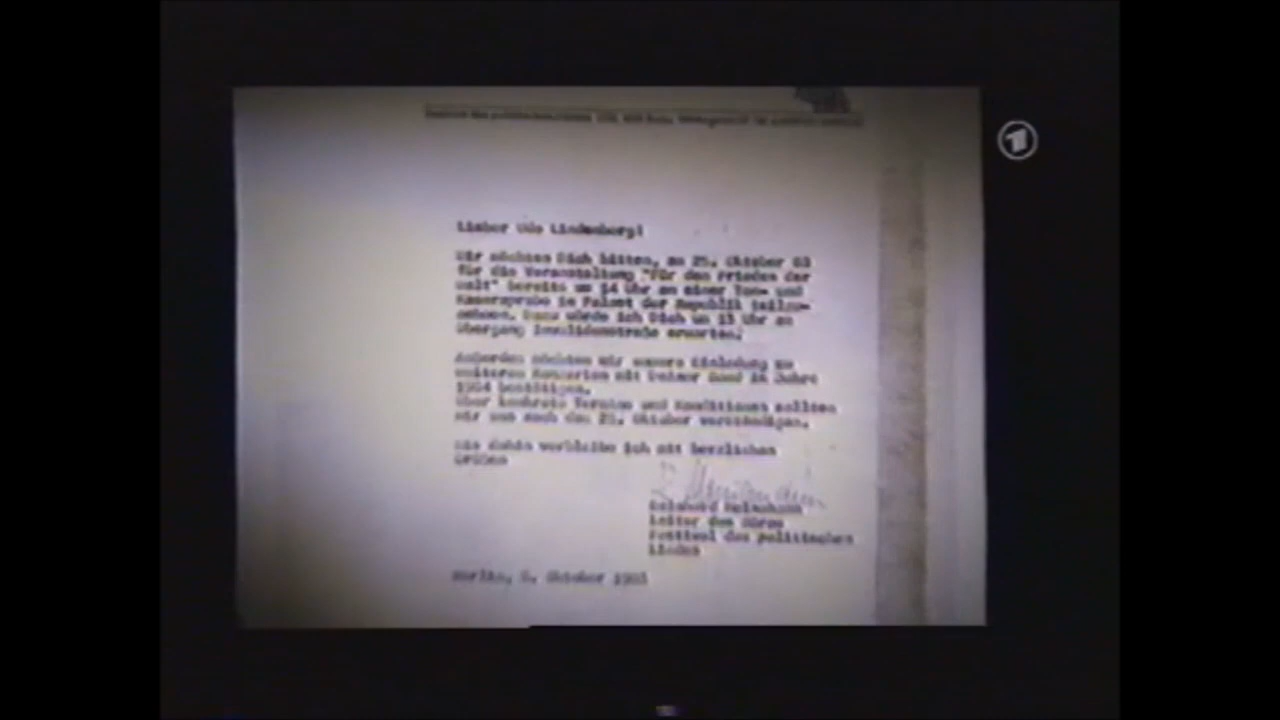 Lieber Udo Lindenberg!
Wir möchten Dich bitten, am 25. Oktober 83
für die Veranstaltung "Für den Frieden der
Welt" bereits um 14 Uhr an einer Ton- und
Kameraprobe im Palast der Republik teilzu-
nehmen. Dazu würde ich Dich um 13 Uhr am
Übergang Invalidenstraße erwarten.
Außerdem möchten wir unsere Einladung zu
weiteren Konzerten mit Deiner Band im Jahre
1984 bestätigen.
Über konkrete Termine und Konditionen sollten
wir uns nach dem 25. Oktober verständigen.
Bis dahin verbleibe ich mit herzlichen
Grüßen
Leiter des Büros
Festival des politischen
Liedes
Berlin, Oktober 1983
1